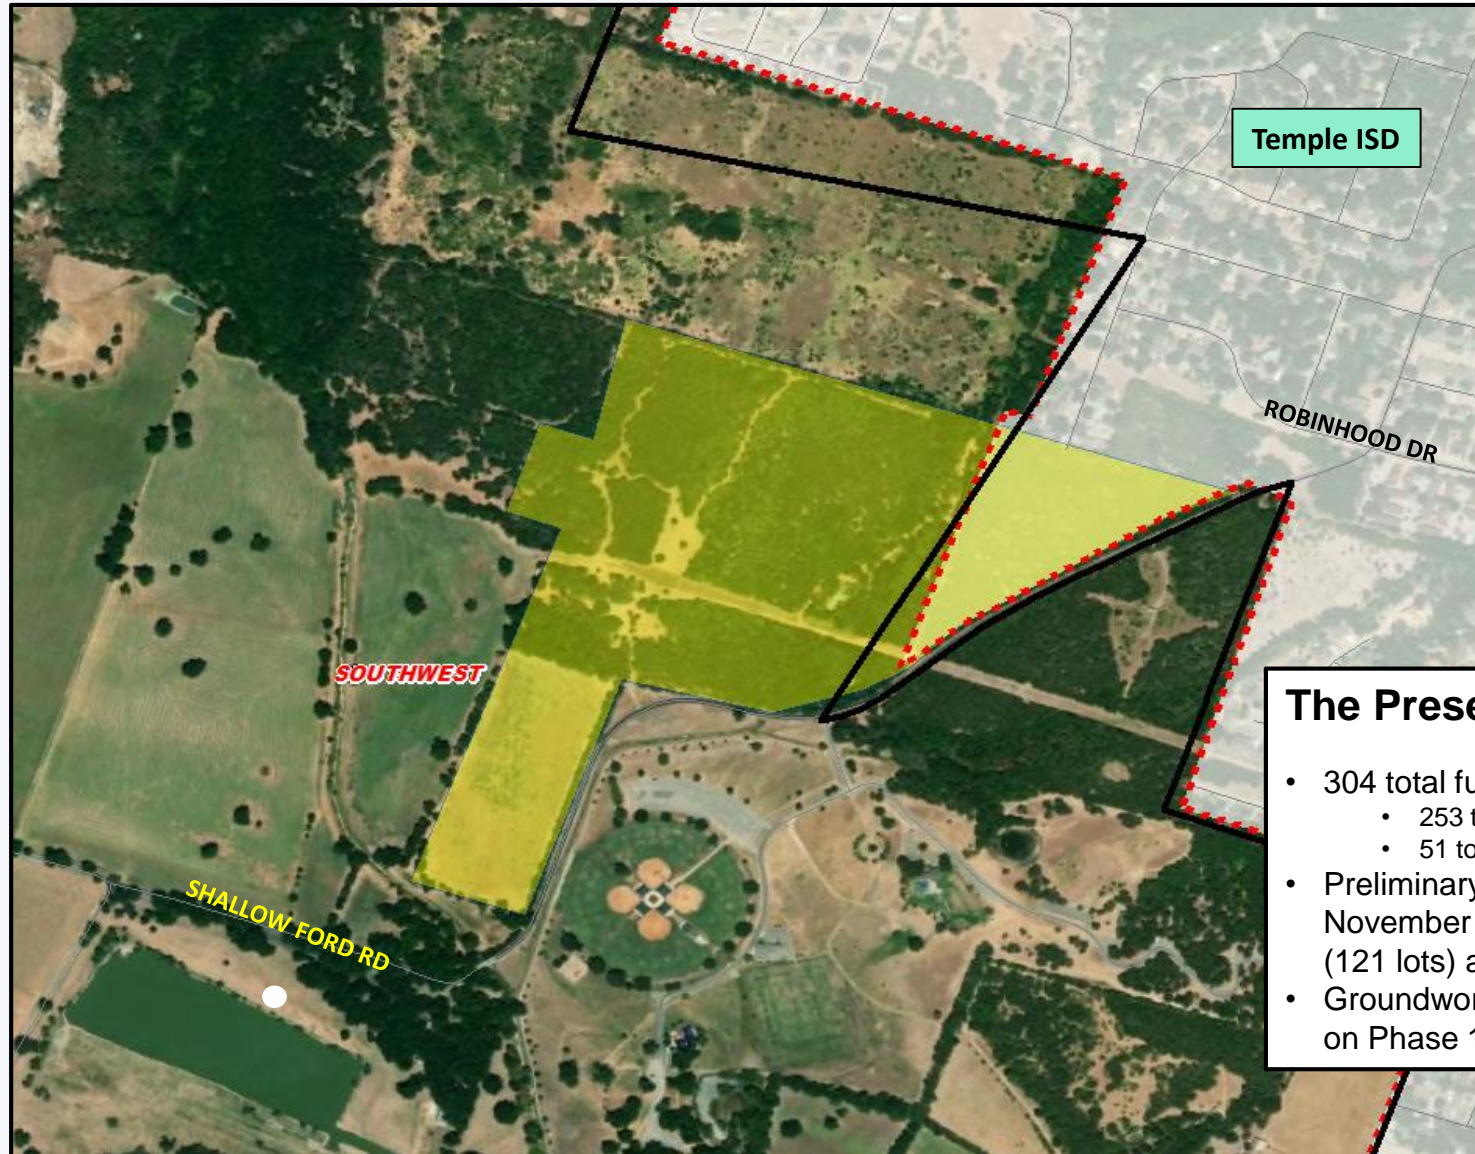 Temple ISD
ROBINHOOD DR
SOUTHWEST
SHALLOW FORD RD
The Prese
• 304 total fu
• 253 t
• 51 to
• Preliminary
November
(121 lots) a
• Groundwor
on Phase 1